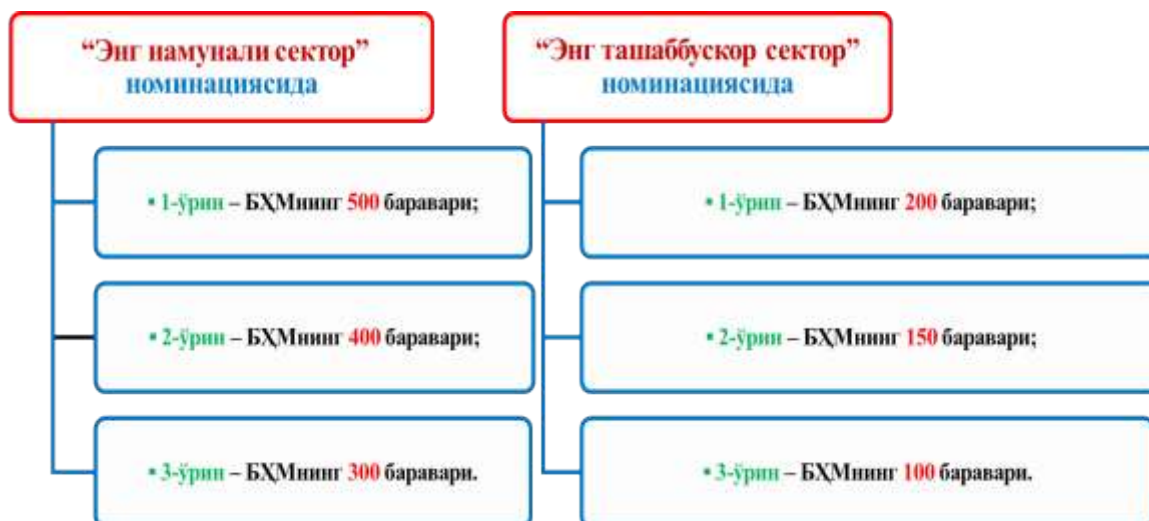 “Энг намунали сектор”
номинациясида
▪ 1-ўрин – БҲМнинг 500 баравари;
▪ 2-ўрин – БҲМнинг 400 баравари;
▪ 3-ўрин – БҲМнинг 300 баравари.
“Энг ташаббускор сектор”
номинациясида
▪ 1-ўрин – БҲМнинг 200 баравари;
▪ 2-ўрин – БҲМнинг 150 баравари;
▪ 3-ўрин – БҲМнинг 100 баравари.